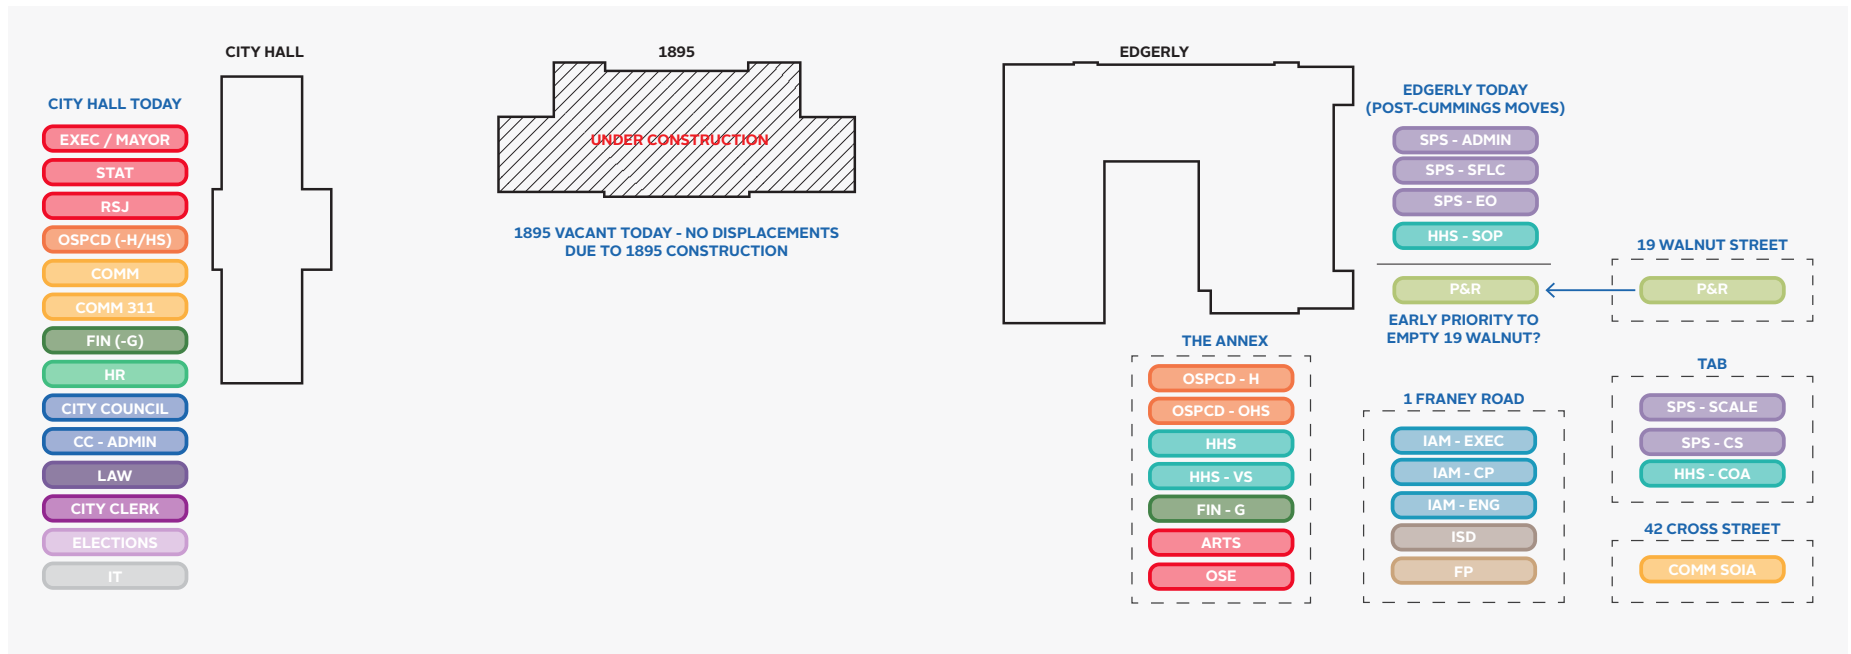 CITY HALL
CITY HALL TODAY
EXEC / MAYOR
STAT
RSJ
OSPCD (-H/HS)
COMM
COMM 311
FIN (-G)
HR
CITY COUNCIL
CC - ADMIN
LAW
CITY CLERK
ELECTIONS
IT
1895
UNDER CONSTRUCTION
1895 VACANT TODAY - NO DISPLACEMENTS
DUE TO 1895 CONSTRUCTION
EDGERLY
EDGERLY TODAY
(POST-CUMMINGS MOVES)
SPS - ADMIN
SPS - SFLC
SPS - EO
HHS - SOP
P&R
EARLY PRIORITY TO
EMPTY 19 WALNUT?
19 WALNUT STREET
P&R
THE ANNEX
OSPCD - H
OSPCD - OHS
HHS
HHS - VS
FIN - G
ARTS
OSE
1 FRANEY ROAD
IAM - EXEC
IAM - CP
IAM - ENG
ISD
FP
TAB
SPS - SCALE
SPS - CS
HHS - COA
42 CROSS STREET
COMM SOIA